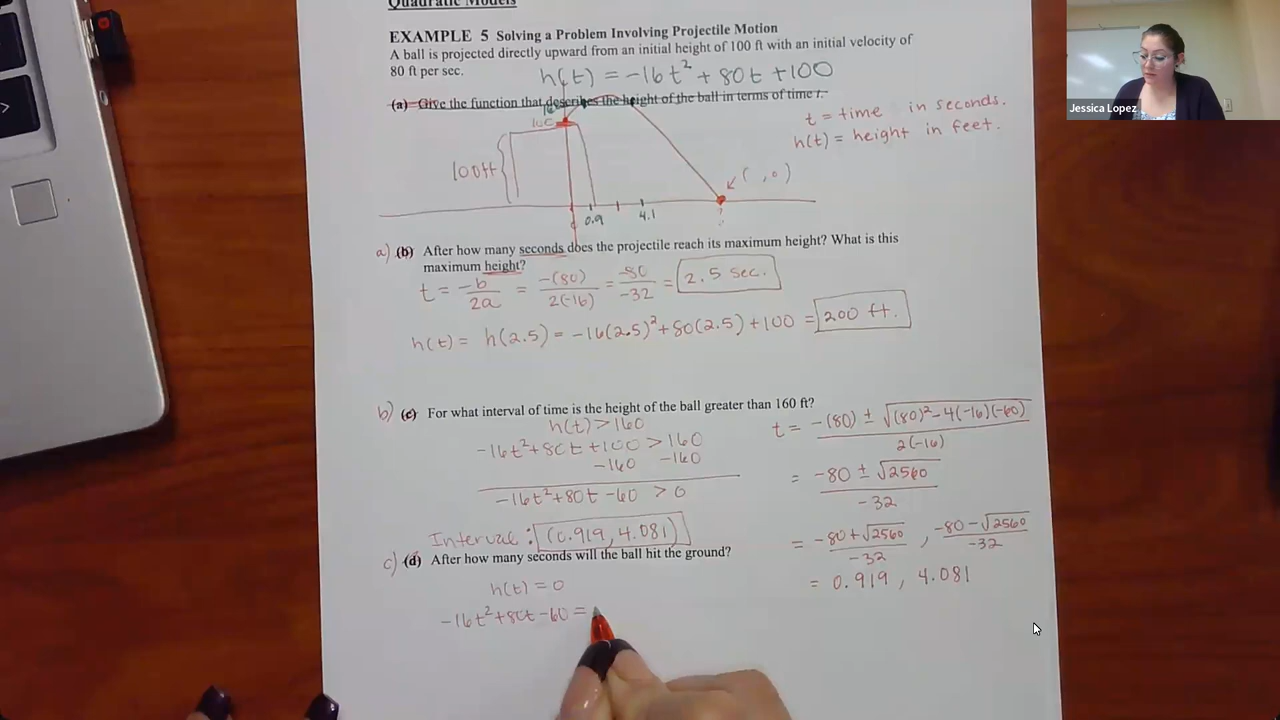 Quadratic Models
EXAMPLE 5 Solving a Problem Involving Projectile Motion
A ball is projected directly upward from an initial height of 100 ft with an initial velocity of
80 ft per sec.
h(t) = -16t² + 80t + 100
(a) Give the function that describes the height of the ball in terms of time t.
t = time in seconds.
h(t) = height in feet.
100ft
( , 0)
0.9
4.1
?
a) (b) After how many seconds does the projectile reach its maximum height? What is this
maximum height?
t = -b/2a = -(80)/2(-16) = -80/-32 = 2.5 sec.
h(t) = h(2.5) = -16(2.5)² + 80(2.5) + 100 = 200 ft.
b) (c) For what interval of time is the height of the ball greater than 160 ft?
h(t) > 160
-16t² + 80t + 100 > 160
-160 -160
-16t² + 80t - 60 > 0
Interval: (0.919, 4.081)
t = -(80) ± √(80)² - 4(-16)(-60) / 2(-16)
= -80 ± √2560 / -32
= -80 + √2560 / -32 , -80 - √2560 / -32
= 0.919 , 4.081
c) (d) After how many seconds will the ball hit the ground?
h(t) = 0
-16t² + 80t - 60 =
Jessica Lopez